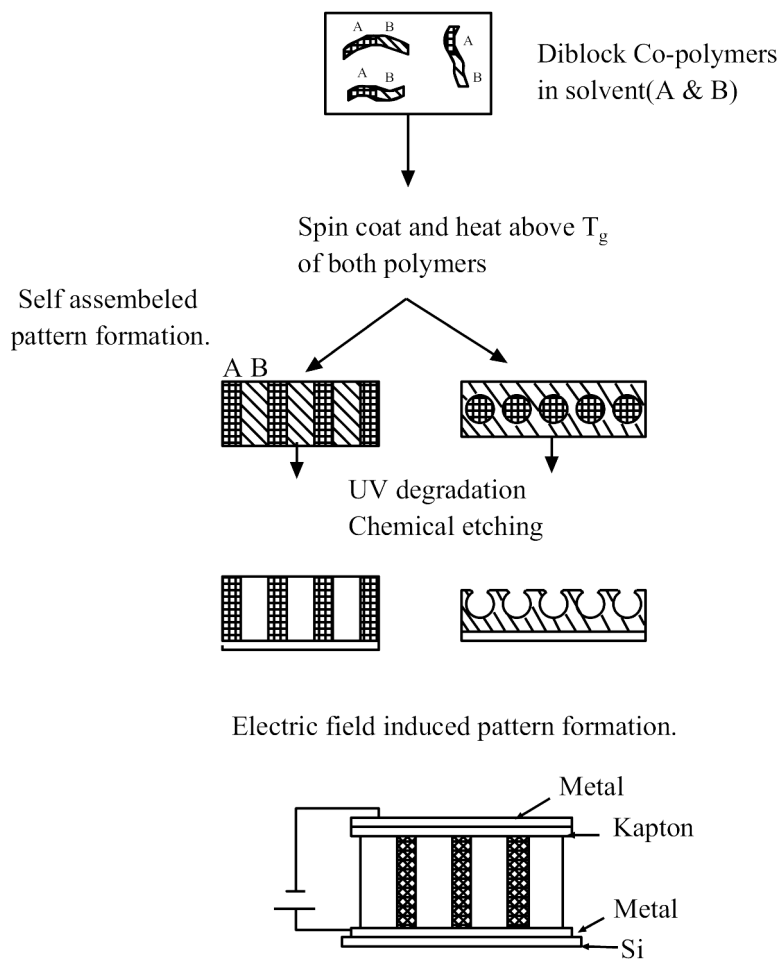 A B
A
A B
B
Diblock Co-polymers
in solvent(A & B)
Spin coat and heat above Tg
of both polymers
Self assembeled
pattern formation.
A B
UV degradation
Chemical etching
Electric field induced pattern formation.
Metal
Kapton
Metal
Si